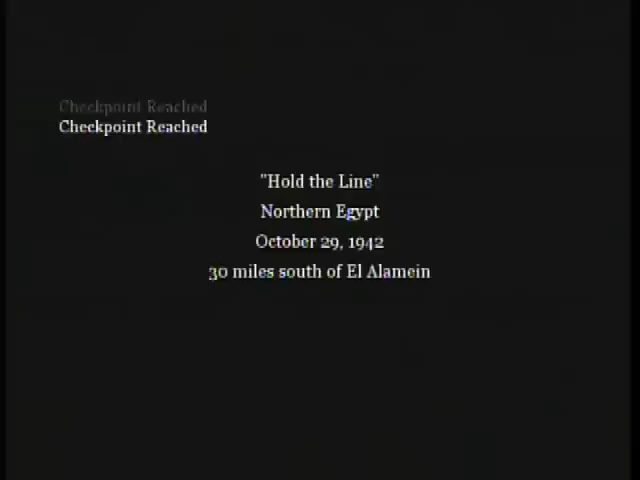 Checkpoint Reached
Checkpoint Reached
"Hold the Line"
Northern Egypt
October 29, 1942
30 miles south of El Alamein